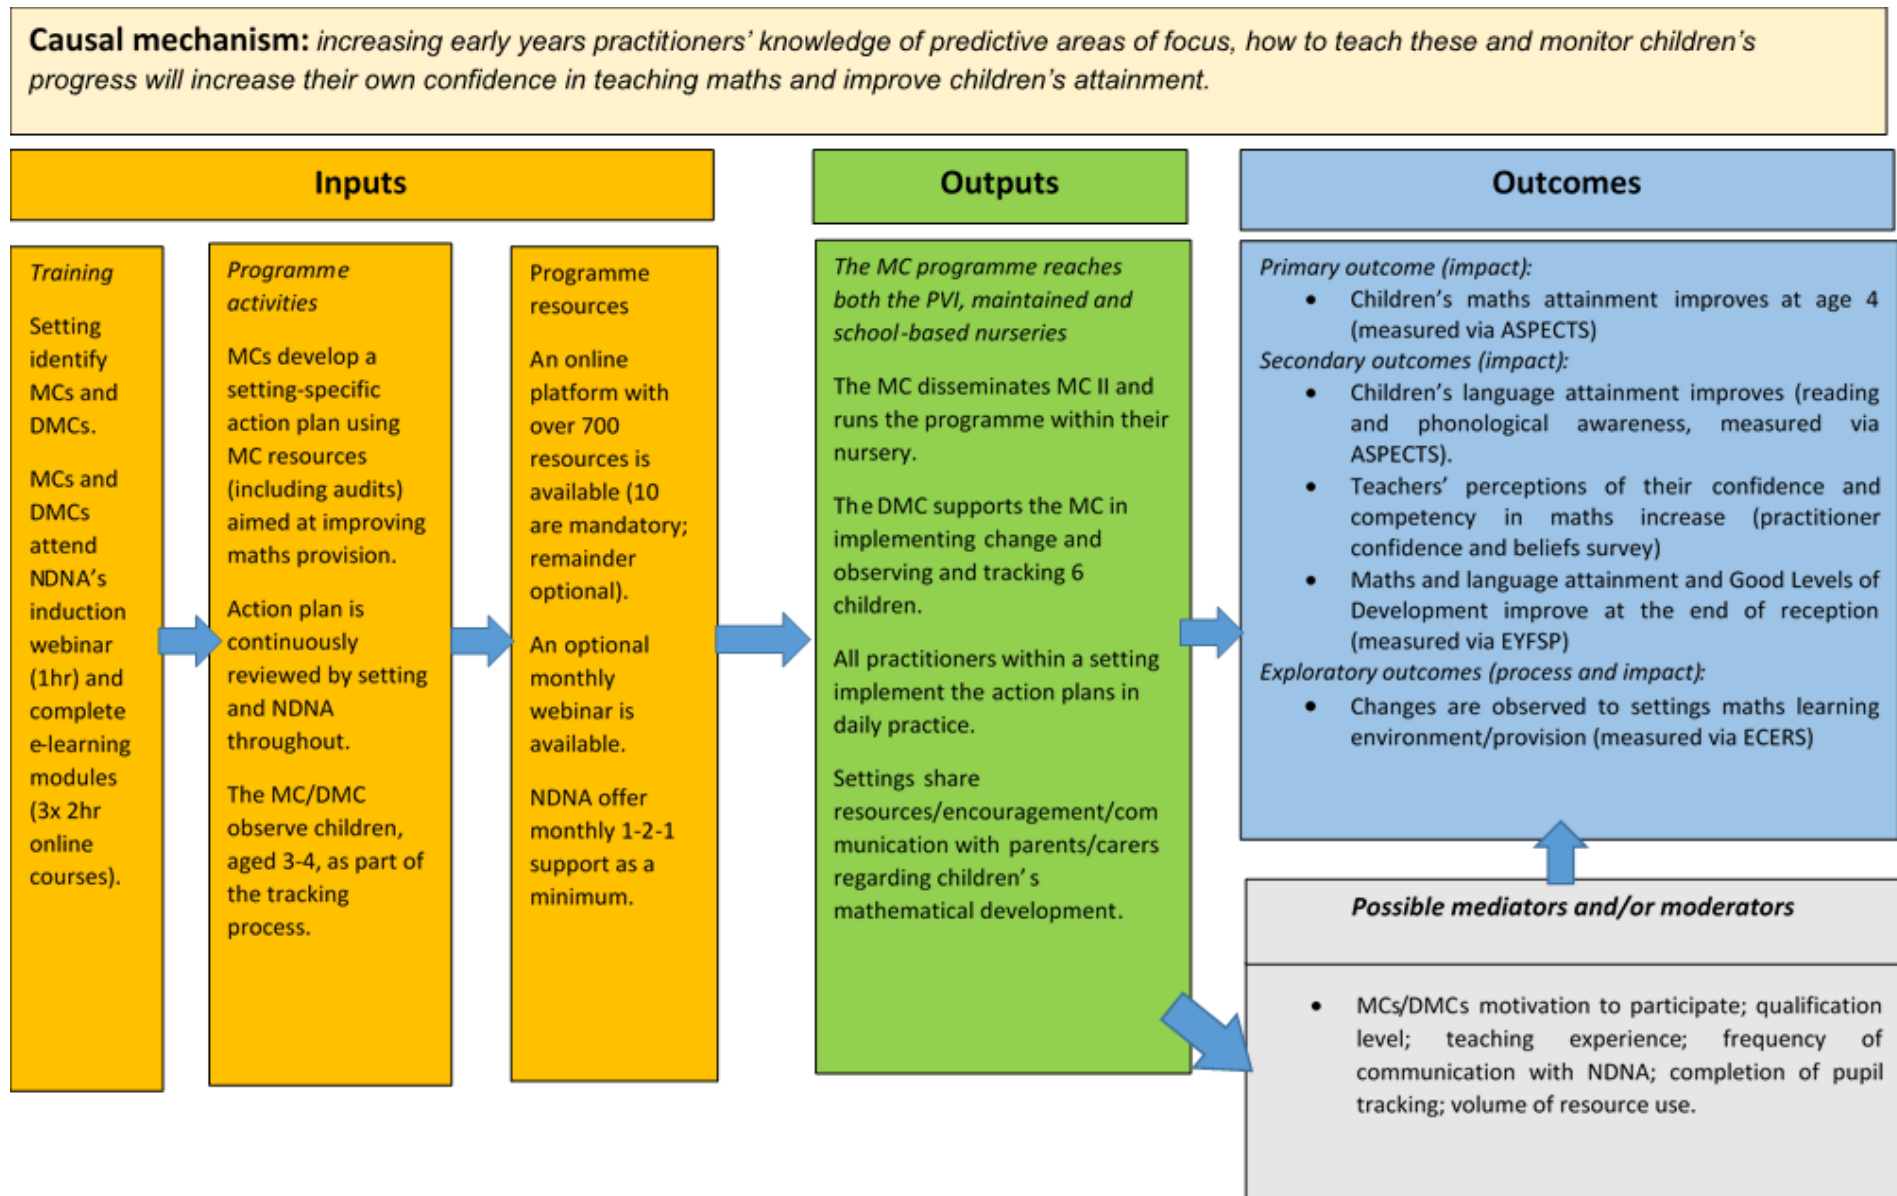 Causal mechanism: increasing early years practitioners' knowledge of predictive areas of focus, how to teach these and monitor children's
progress will increase their own confidence in teaching maths and improve children's attainment.
Inputs
Training
Setting
identify
MCs and
DMCs.
MCs and
DMCs
attend
NDNA's
induction
webinar
(1hr) and
complete
e-learning
modules
(3x 2hr
online
courses).
Programme
activities
MCs develop a
setting-specific
action plan using
MC resources
(including audits)
aimed at improving
maths provision.
Action plan is
continuously
reviewed by setting
and NDNA
throughout.
The MC/DMC
observe children,
aged 3-4, as part of
the tracking
process.
Programme
resources
An online
platform with
over 700
resources is
available (10
are mandatory;
remainder
optional).
An optional
monthly
webinar is
available.
NDNA offer
monthly 1-2-1
support as a
minimum.
Outputs
The MC programme reaches
both the PVI, maintained and
school-based nurseries
The MC disseminates MC II and
runs the programme within their
nursery.
The DMC supports the MC in
implementing change and
observing and tracking 6
children.
All practitioners within a setting
implement the action plans in
daily practice.
Settings share
resources/encouragement/com
munication with parents/carers
regarding children's
mathematical development.
Outcomes
Primary outcome (impact):
• Children's maths attainment improves at age 4
(measured via ASPECTS)
Secondary outcomes (impact):
• Children's language attainment improves (reading
and phonological awareness, measured via
ASPECTS).
• Teachers' perceptions of their confidence and
competency in maths increase (practitioner
confidence and beliefs survey)
• Maths and language attainment and Good Levels of
Development improve at the end of reception
(measured via EYFSP)
Exploratory outcomes (process and impact):
• Changes are observed to settings maths learning
environment/provision (measured via ECERS)
Possible mediators and/or moderators
• MCs/DMCs motivation to participate; qualification
level; teaching experience; frequency of
communication with NDNA; completion of pupil
tracking; volume of resource use.